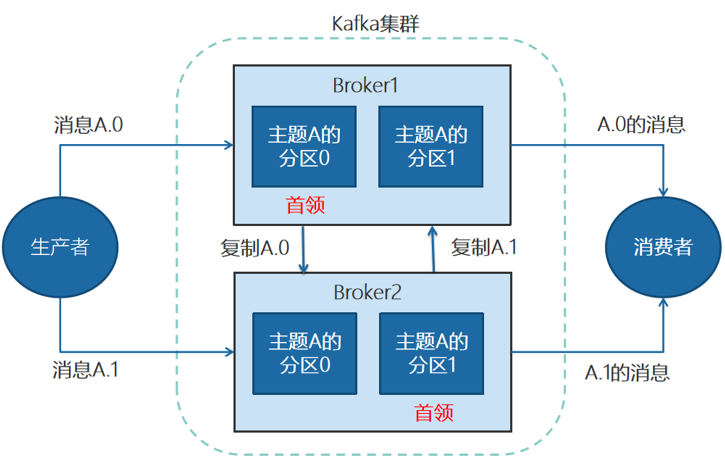 Kafka集群
Broker1
消息A.0
主题A的
分区0
主题A的
分区1
A.0的消息
首领
生产者
复制A.0
复制A.1
消费者
Broker2
消息A.1
主题A的
分区0
主题A的
分区1
A.1的消息
首领